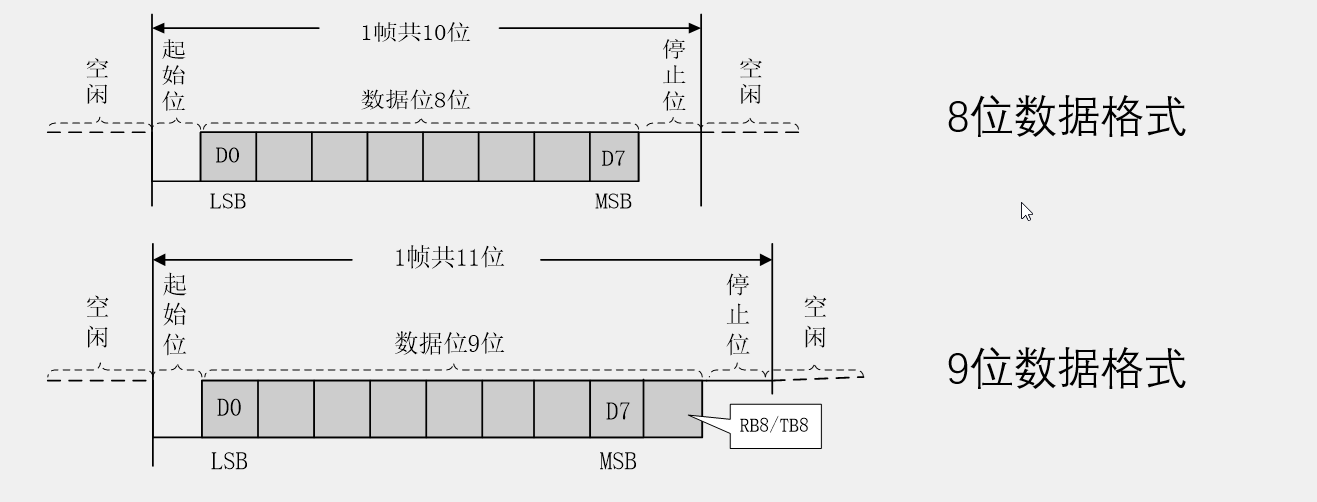 1帧共10位
空闲
起始位
停止位
空闲
数据位8位
8位数据格式
D0
D7
LSB
MSB
1帧共11位
空闲
起始位
停止位
空闲
数据位9位
9位数据格式
D0
D7
RB8/TB8
LSB
MSB